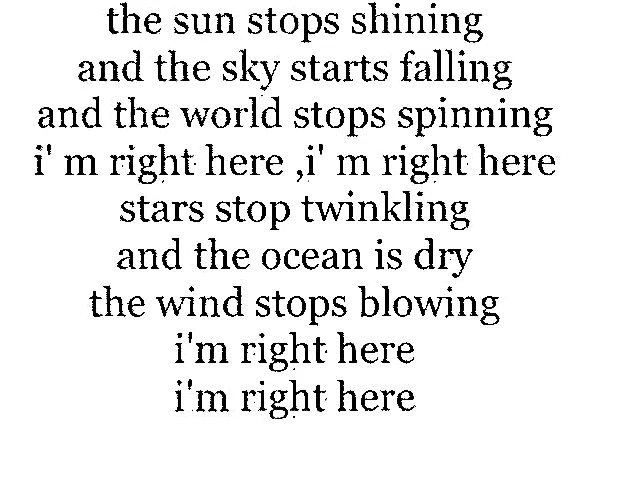 the sun stops shining
and the sky starts falling
and the world stops spinning
i' m right here ,i' m right here
stars stop twinkling
and the ocean is dry
the wind stops blowing
i'm right here
i'm right here